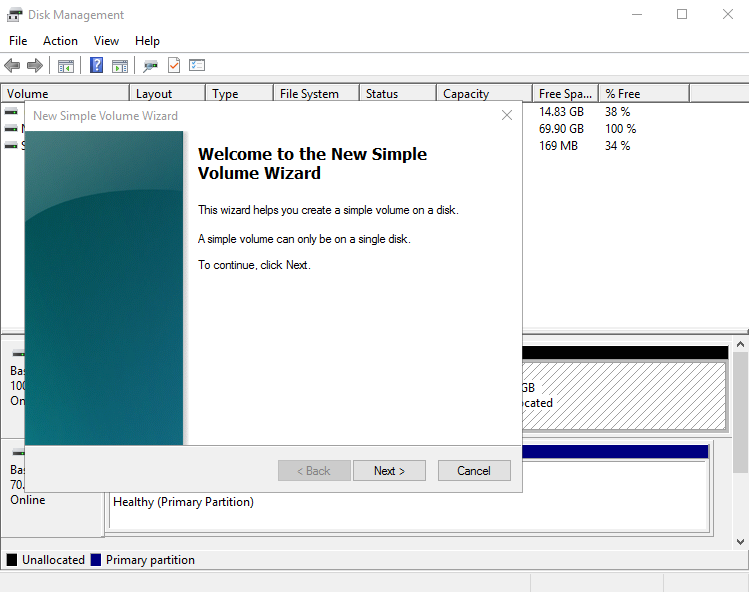 Disk Management
File Action View Help
Volume Layout Type File System Status Capacity Free Spa... % Free
14.83 GB 38 %
69.90 GB 100 %
169 MB 34 %
New Simple Volume Wizard
Welcome to the New Simple
Volume Wizard
This wizard helps you create a simple volume on a disk.
A simple volume can only be on a single disk.
To continue, click Next.
< Back Next > Cancel
Bas
100
On
GB
ocated
Bas
70.
Online
Healthy (Primary Partition)
Unallocated Primary partition